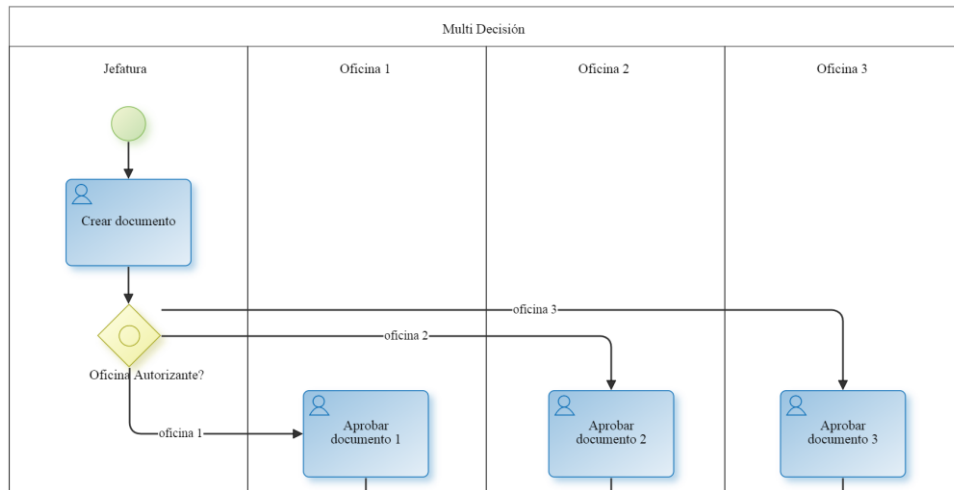 Multi Decisión
Jefatura
Oficina 1
Oficina 2
Oficina 3
Crear documento
oficina 3
oficina 2
Oficina Autorizante?
oficina 1
Aprobar
documento 1
Aprobar
documento 2
Aprobar
documento 3